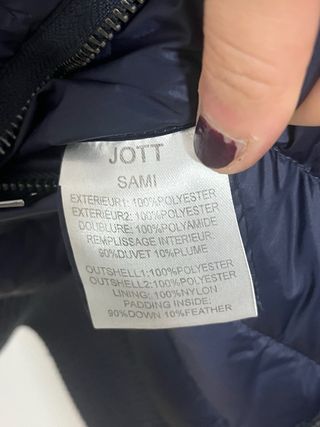 JOTT
SAMI
EXTERIEUR1: 100%POLYESTER
EXTERIEUR2: 100%POLYESTER
DOUBLURE: 100%POLYAMIDE
REMPLISSAGE INTERIEUR
90%DUVET 10%PLUME
OUTSHELL1:100%POLYESTER
OUTSHELL2:100%POLYESTER
LINING: 100%NYLON
PADDING INSIDE:
90%DOWN 10%FEATHER